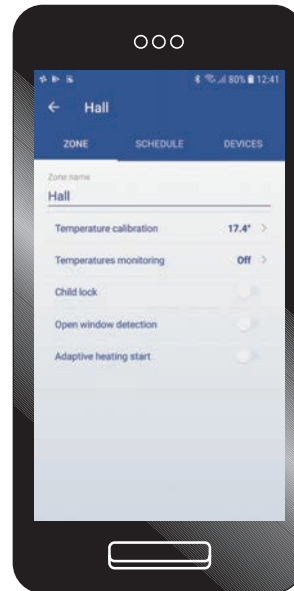 80% 12:41
Hall
ZONE SCHEDULE DEVICES
Zone name
Hall
Temperature calibration 17.4°
Temperatures monitoring Off
Child lock
Open window detection
Adaptive heating start